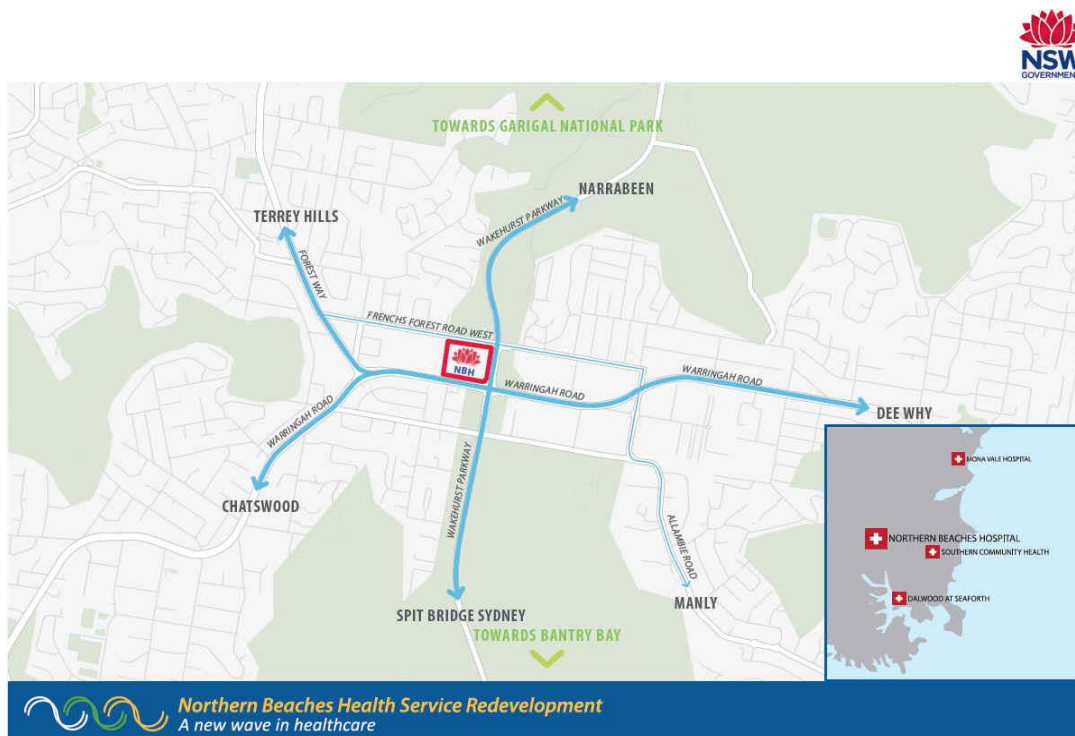 NSW
GOVERNMENT
TOWARDS GARIGAL NATIONAL PARK
NARRABEEN
TERREY HILLS
WAKEHURST PARKWAY
FOREST WAY
FRENCHS FOREST ROAD WEST
NBH
WARRINGAH ROAD
WARRINGAH ROAD
DEE WHY
WARRINGAH ROAD
CHATSWOOD
WAKEHURST PARKWAY
ALLAMBIE ROAD
MANLY
SPIT BRIDGE SYDNEY
TOWARDS BANTRY BAY
MONA VALE HOSPITAL
NORTHERN BEACHES HOSPITAL
SOUTHERN COMMUNITY HEALTH
DALWOOD AT SEAFORTH
Northern Beaches Health Service Redevelopment
A new wave in healthcare